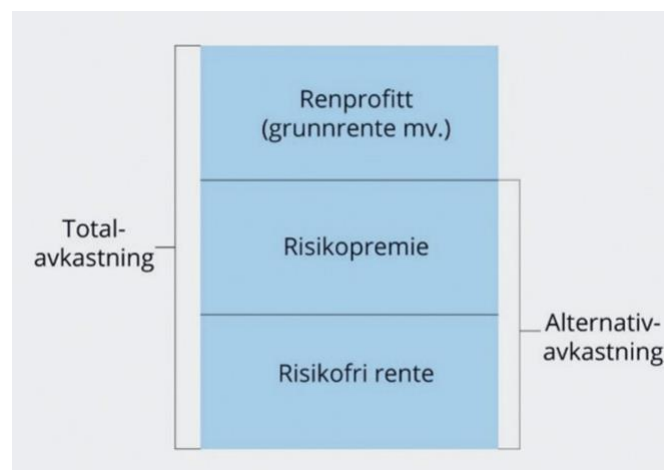 Renprofitt
(grunnrente mv.)
Total-
avkastning
Risikopremie
Alternativ-
avkastning
Risikofri rente